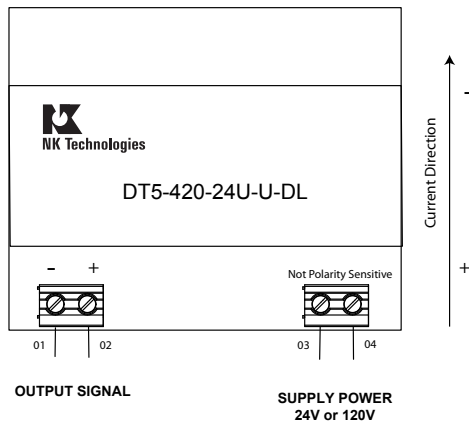 NK Technologies
DT5-420-24U-U-DL
- +
Not Polarity Sensitive
01 02 03 04
OUTPUT SIGNAL
SUPPLY POWER
24V or 120V
Current Direction
-
+